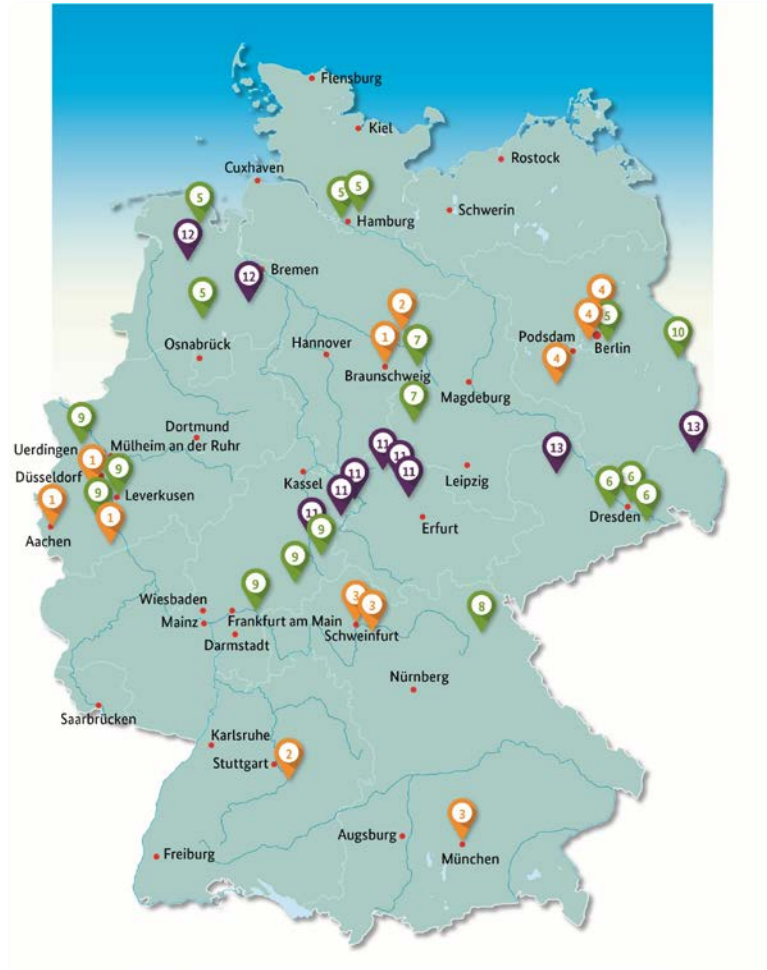 Flensburg
Kiel
Rostock
Cuxhaven
5
5
5
Schwerin
Hamburg
12
Bremen
12
5
4
2
4
5
10
1
7
Osnabrück
Hannover
Podsdam
Berlin
4
Braunschweig
Magdeburg
7
9
Dortmund
13
Uerdingen
Mülheim an der Ruhr
11
13
11
1
9
Düsseldorf
Kassel
11
11
Leipzig
6
6
9
Leverkusen
11
6
1
1
11
Erfurt
Dresden
Aachen
9
9
9
Wiesbaden
3
3
8
Mainz
Frankfurt am Main
Schweinfurt
Darmstadt
Nürnberg
Saarbrücken
Karlsruhe
2
Stuttgart
3
Augsburg
München
Freiburg